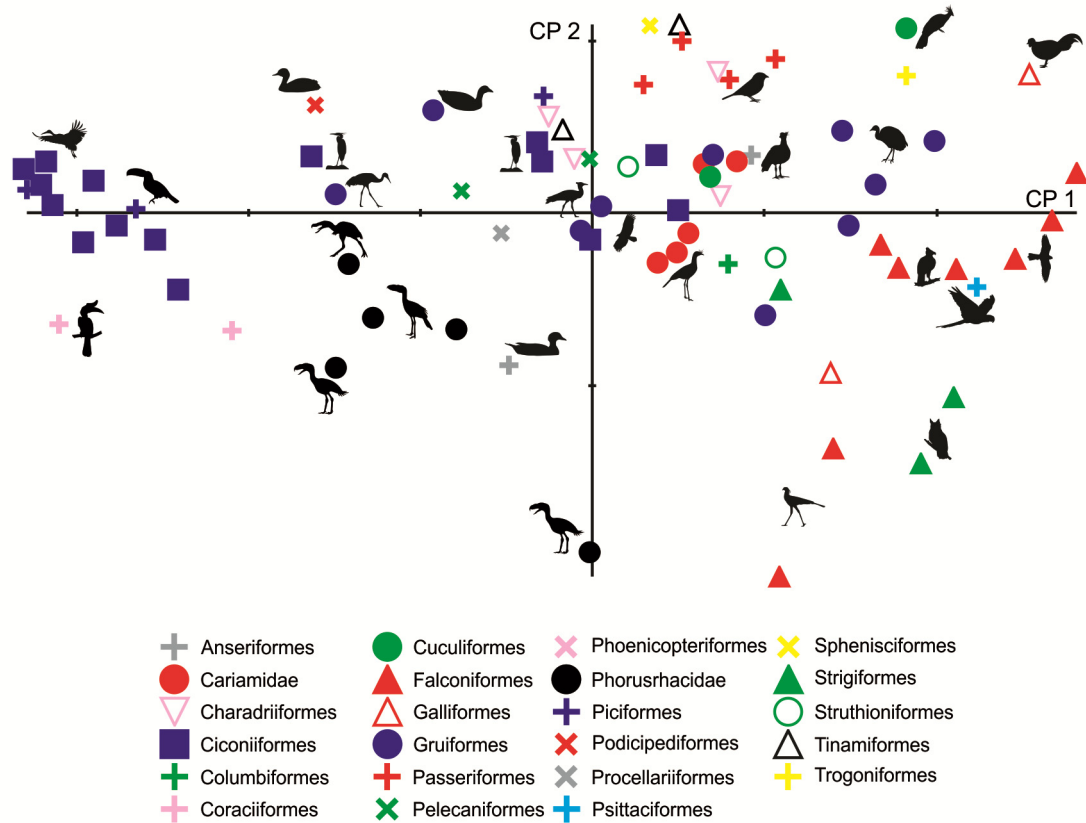 CP 2
CP 1
Anseriformes
Cariamidae
Charadriiformes
Ciconiiformes
Columbiformes
Coraciiformes
Cuculiformes
Falconiformes
Galliformes
Gruiformes
Passeriformes
Pelecaniformes
Phoenicopteriformes
Phorusrhacidae
Piciformes
Podicipediformes
Procellariiformes
Psittaciformes
Sphenisciformes
Strigiformes
Struthioniformes
Tinamiformes
Trogoniformes